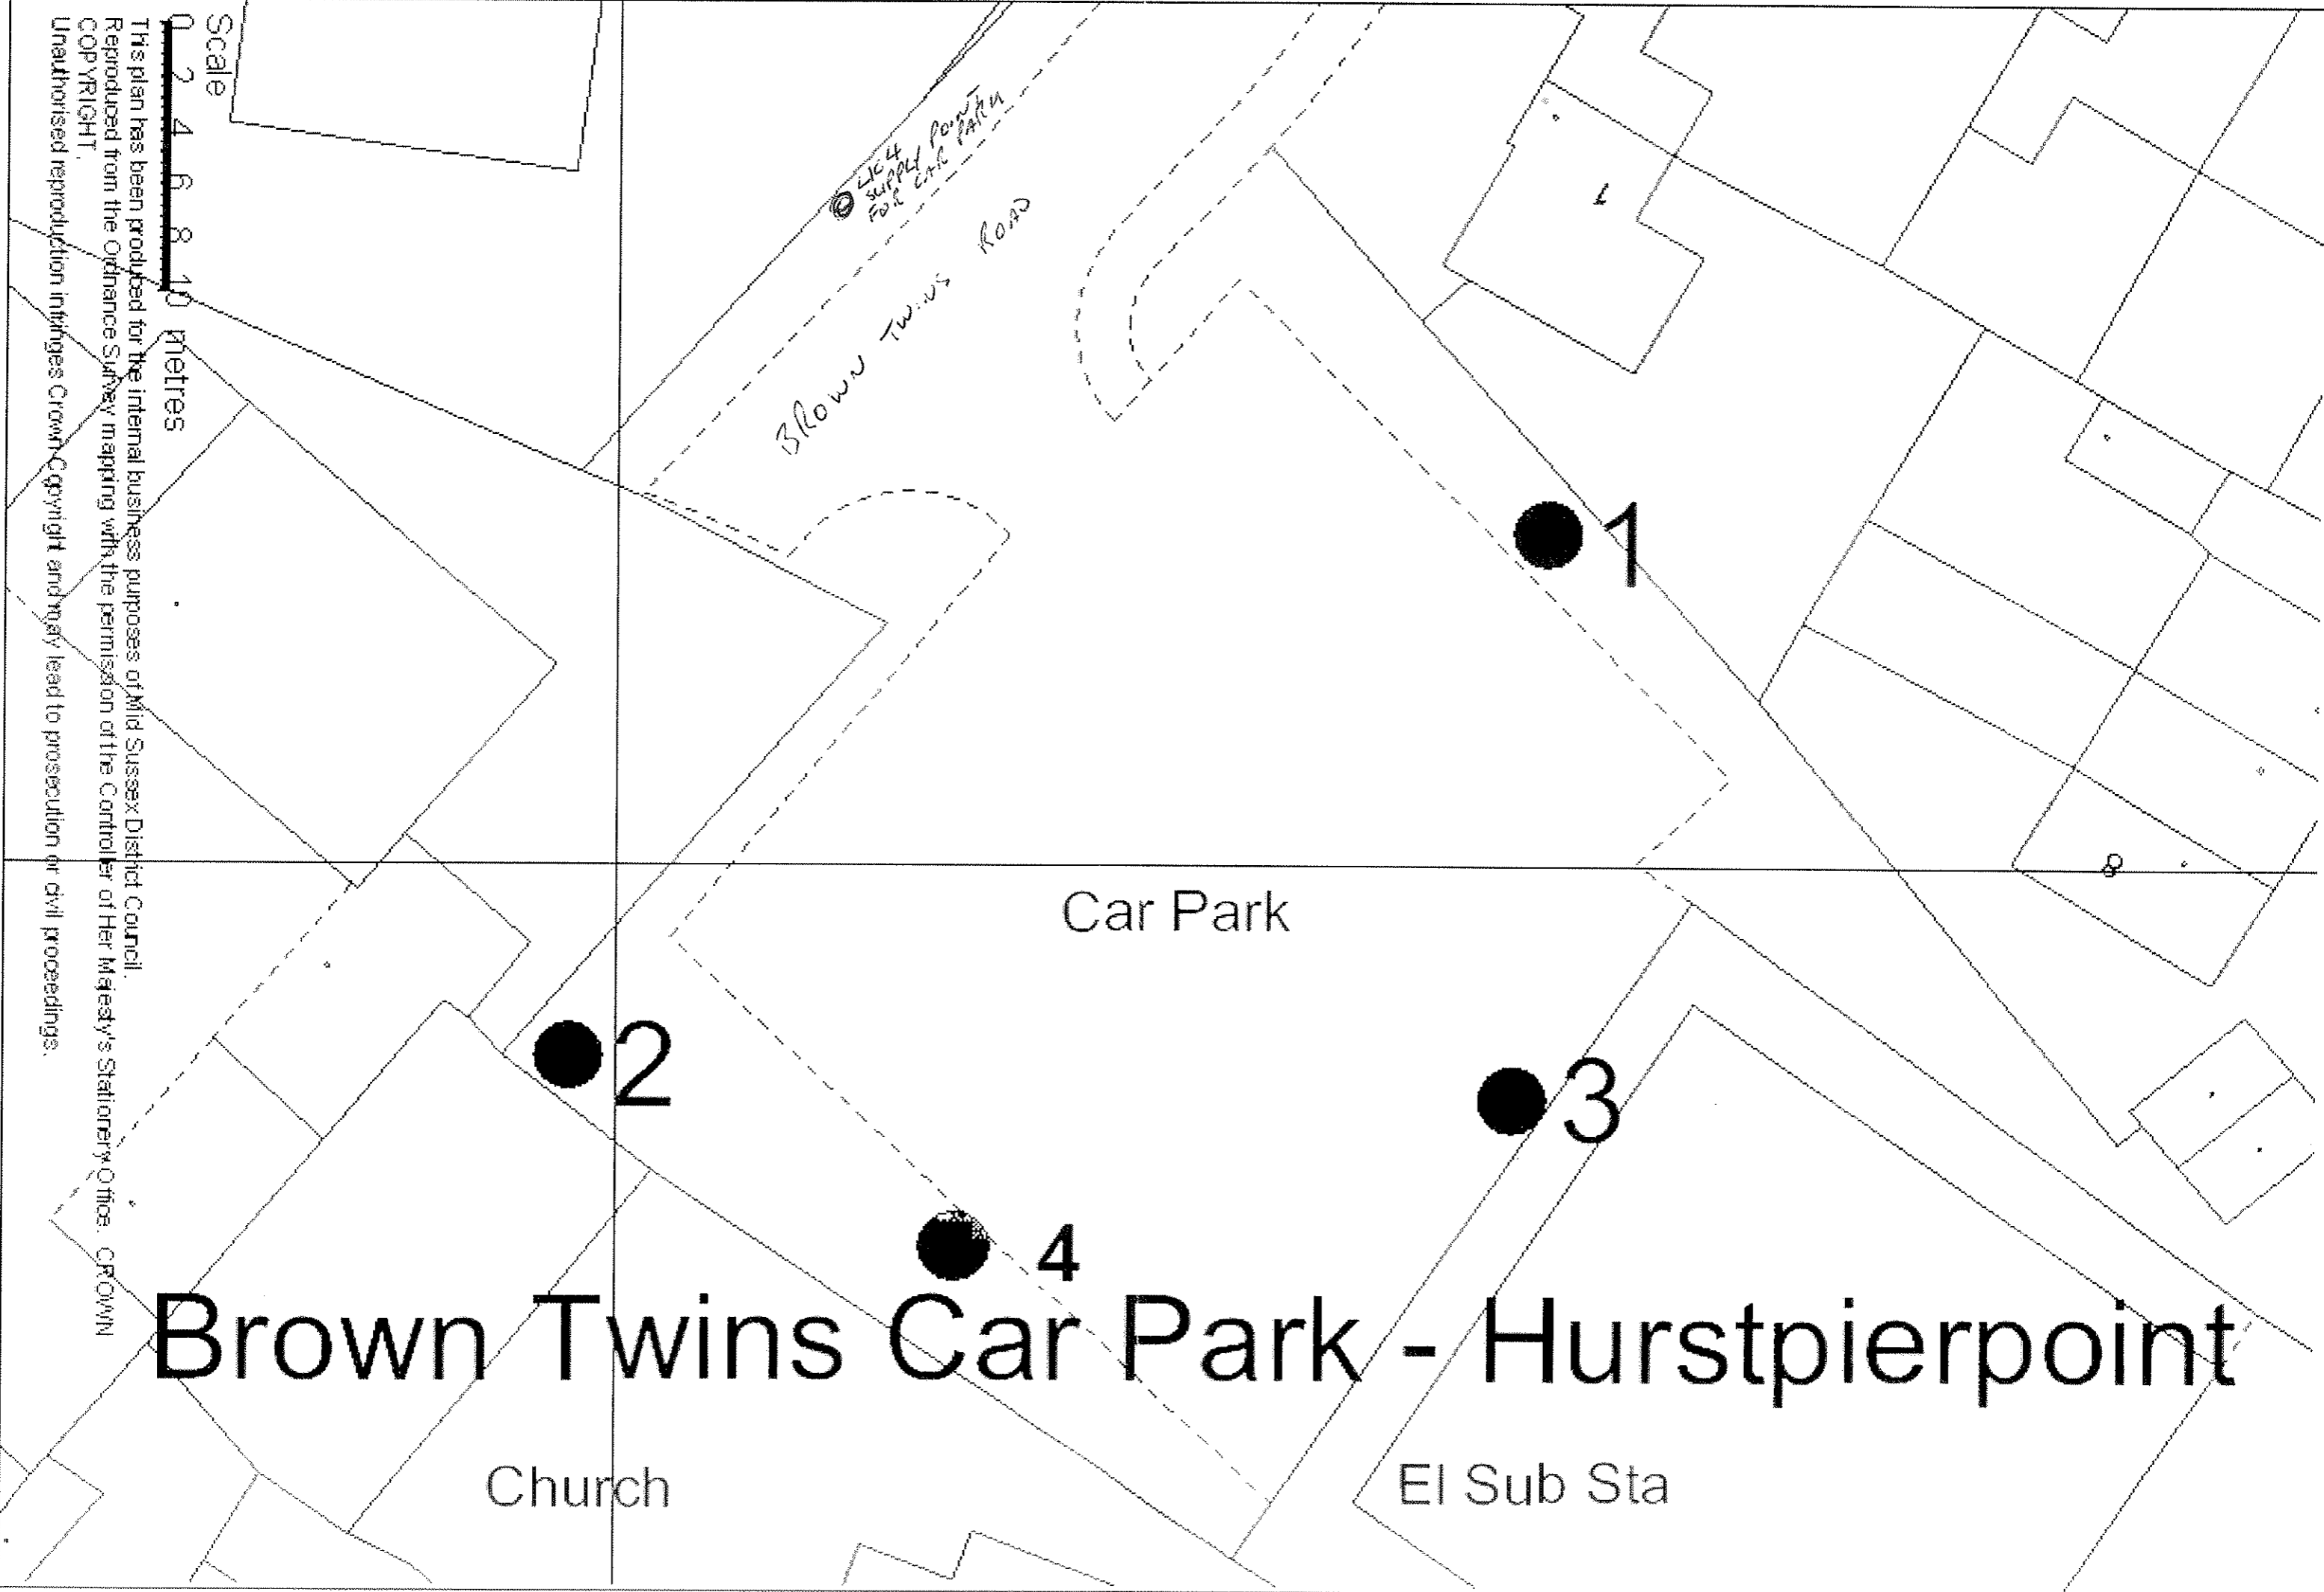 Scale
0 2 4 6 8 10 metres
This plan has been produced for the internal business purposes of Mid Sussex District Council.
Reproduced from the Ordnance Survey mapping with the permission of the Controller of Her Majesty's Stationery Office. CROWN
COPYRIGHT.
Unauthorised reproduction infringes Crown Copyright and may lead to prosecution or civil proceedings.
SUPPLY POINT
FOR CAR PARK
BROWN TWINS ROAD
1
Car Park
2
3
4
Brown Twins Car Park - Hurstpierpoint
Church
El Sub Sta